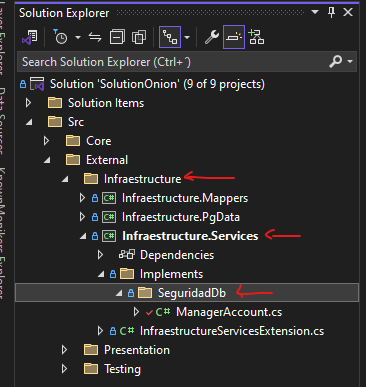 Solution Explorer
Search Solution Explorer (Ctrl+´)
Solution 'SolutionOnion' (9 of 9 projects)
Solution Items
Src
Core
External
Infraestructure
Infraestructure.Mappers
Infraestructure.PgData
Infraestructure.Services
Dependencies
Implements
SeguridadDb
ManagerAccount.cs
InfraestructureServicesExtension.cs
Presentation
Testing
Layer Explorer
Data Sources
KnownMonikers Explorer